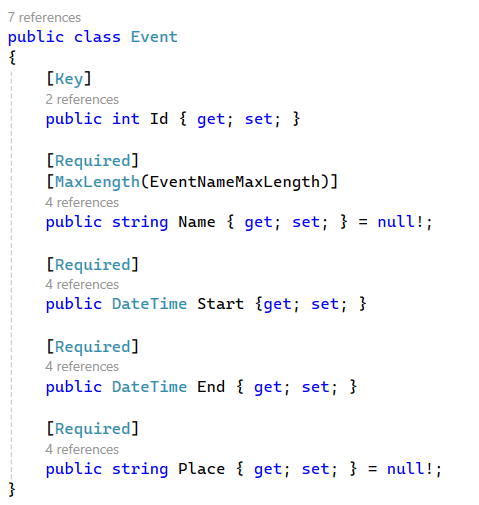 7 references
public class Event
{
[Key]
2 references
public int Id { get; set; }
[Required]
[MaxLength(EventNameMaxLength)]
4 references
public string Name { get; set; } = null!;
[Required]
4 references
public DateTime Start {get; set; }
[Required]
4 references
public DateTime End { get; set; }
[Required]
4 references
public string Place { get; set; } = null!;
}